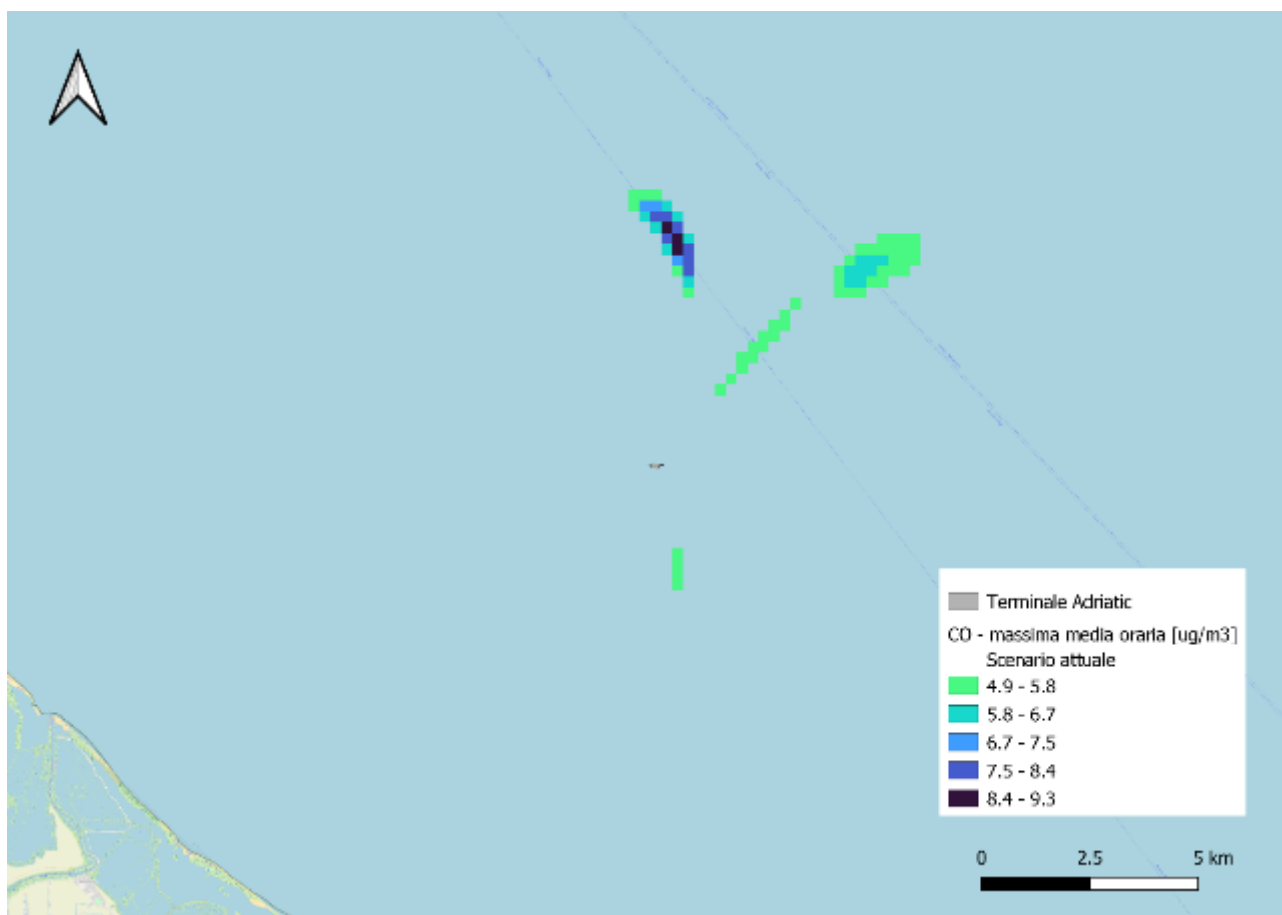 Terminale Adriatic
CO - massima media oraria [ug/m3]
Scenario attuale
4.9 - 5.8
5.8 - 6.7
6.7 - 7.5
7.5 - 8.4
8.4 - 9.3
0 2.5 5 km